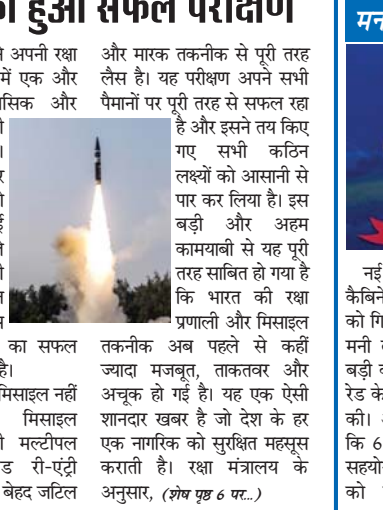 हुआ सफल परीक्षण
अपनी रक्षा
में एक और
और
का सफल
है।
मिसाइल नहीं
मिसाइल
मल्टीपल
री-एंट्री
बेहद जटिल
और मारक तकनीक से पूरी तरह
लैस है। यह परीक्षण अपने सभी
पैमानों पर पूरी तरह से सफल रहा
है और इसने तय किए
गए सभी कठिन
लक्ष्यों को आसानी से
पार कर लिया है। इस
बड़ी और अहम
कामयाबी से यह पूरी
तरह साबित हो गया है
कि भारत की रक्षा
प्रणाली और मिसाइल
तकनीक अब पहले से कहीं
ज्यादा मजबूत, ताकतवर और
अचूक हो गई है। यह एक ऐसी
शानदार खबर है जो देश के हर
एक नागरिक को सुरक्षित महसूस
कराती है। रक्षा मंत्रालय के
अनुसार, (शेष पृष्ठ 6 पर...)
नई
को
मनी
बड़ी
रेड के
की।
कि 6
को